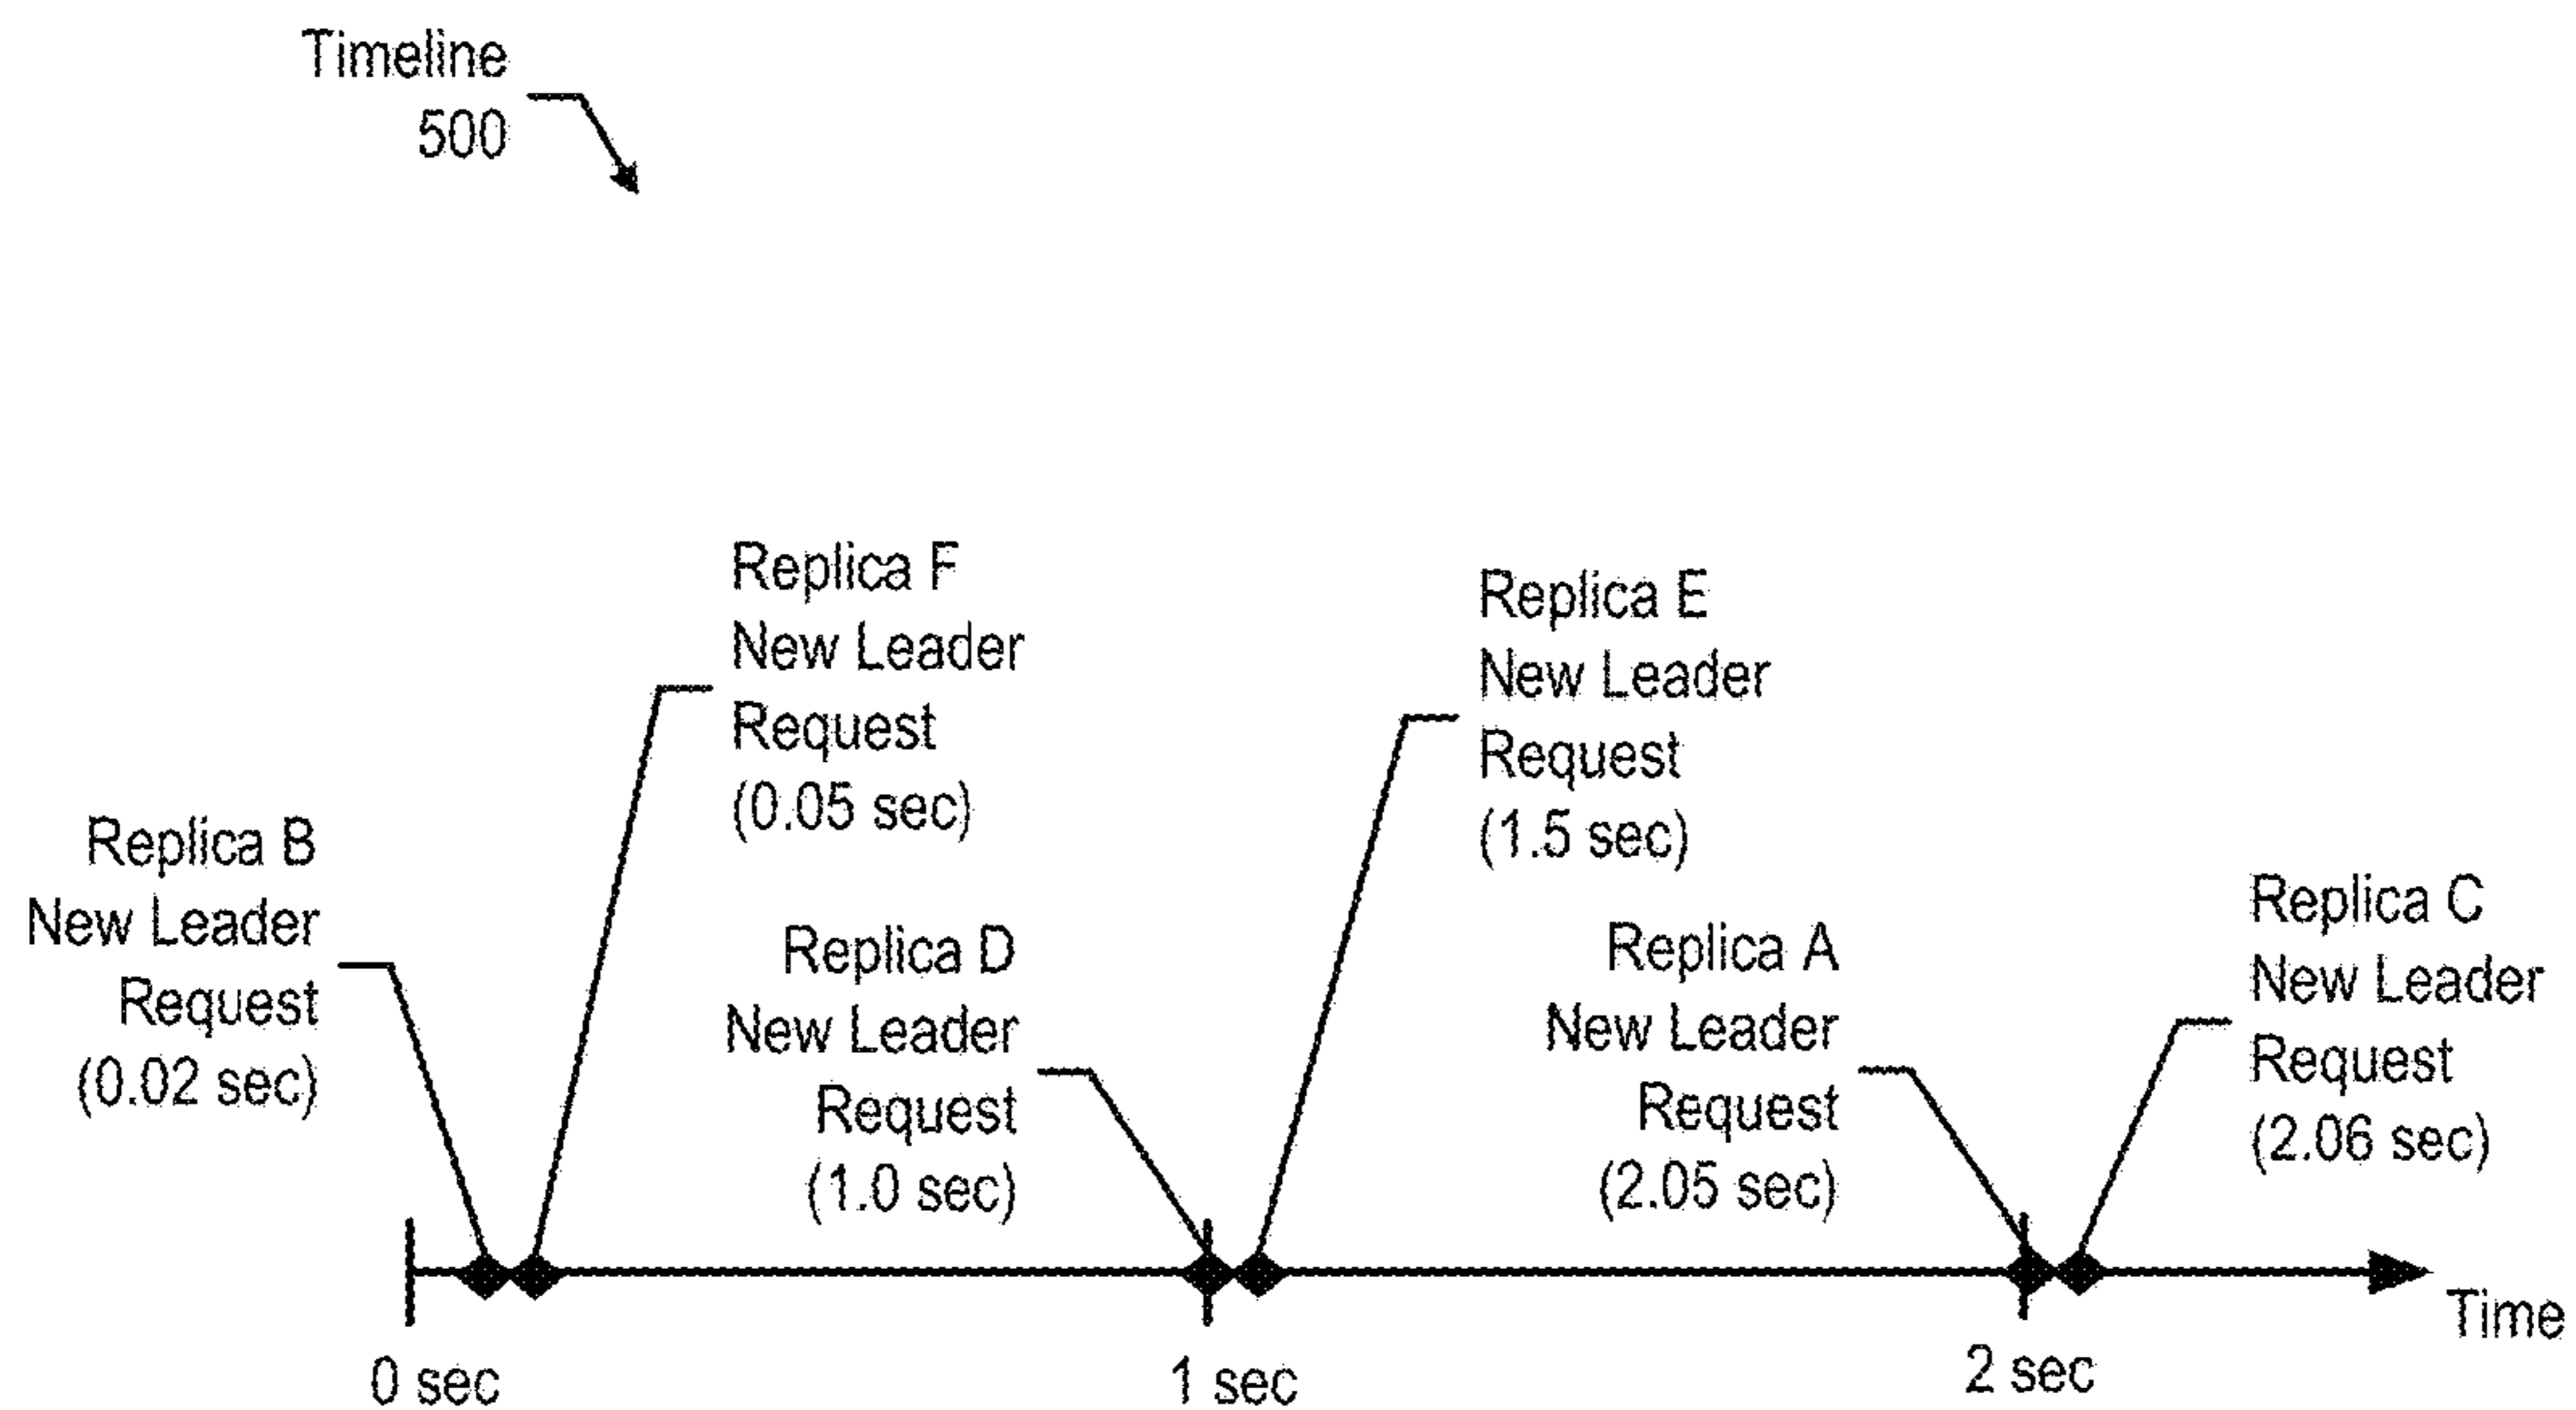 Timeline
500
Replica F
New Leader
Request
(0.05 sec)
Replica E
New Leader
Request
(1.5 sec)
Replica B
New Leader
Request
(0.02 sec)
Replica D
New Leader
Request
(1.0 sec)
Replica A
New Leader
Request
(2.05 sec)
Replica C
New Leader
Request
(2.06 sec)
Time
0 sec
1 sec
2 sec